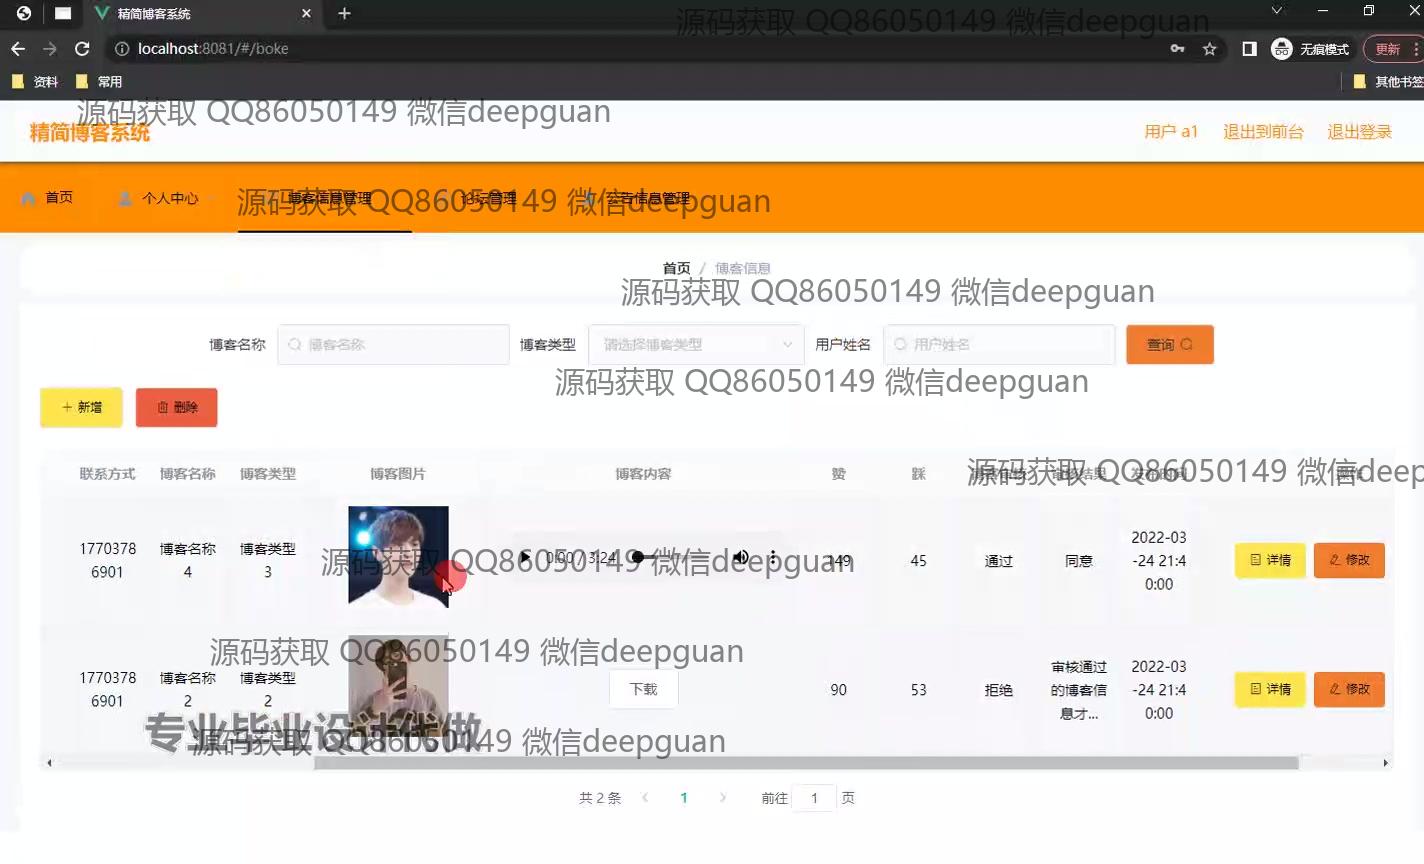 精简博客系统
源码获取 QQ86050149 微信deepguan
localhost:8081/#/boke
无痕模式
更新
资料
常用
其他书签
源码获取 QQ86050149 微信deepguan
精简博客系统
用户 a1
退出到前台
退出登录
首页
个人中心
博客信息管理
论坛管理
公告信息管理
源码获取 QQ86050149 微信deepguan
首页 / 博客信息
源码获取 QQ86050149 微信deepguan
博客名称
博客名称
博客类型
请选择博客类型
用户姓名
用户姓名
查询
源码获取 QQ86050149 微信deepguan
新增
删除
联系方式
博客名称
博客类型
博客图片
博客内容
赞
踩
审核结果
源码获取 QQ86050149 微信deep
1770378
6901
博客名称
4
博客类型
3
0:00 / 3:24
149
45
通过
同意
2022-03
-24 21:4
0:00
详情
修改
源码获取 QQ86050149 微信deepguan
源码获取 QQ86050149 微信deepguan
1770378
6901
博客名称
2
博客类型
2
下载
90
53
拒绝
审核通过
的博客信
息才...
2022-03
-24 21:4
0:00
详情
修改
专业毕业设计代做
源码获取 QQ86050149 微信deepguan
共 2 条
1
前往
1
页